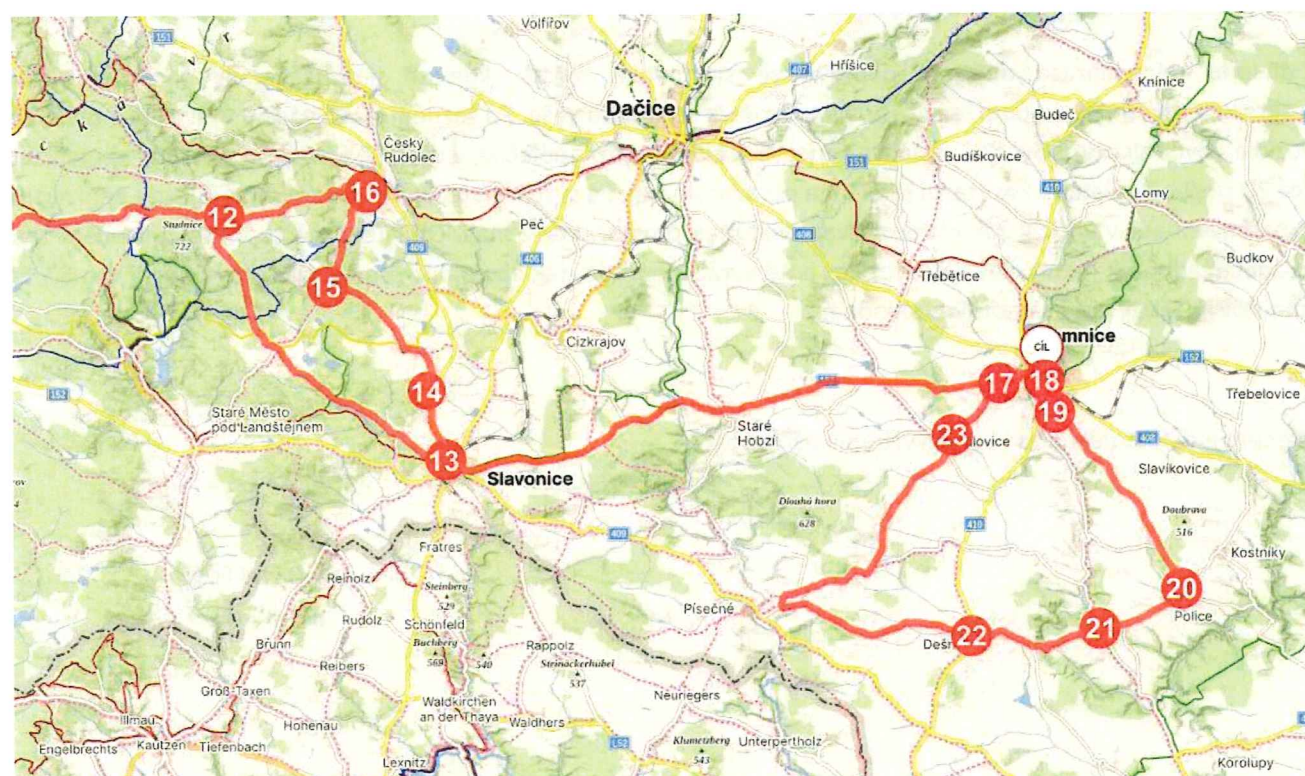 Volfířov
151
407
Hříšice
Knínice
Dačice
Budeč
Český
Rudolec
151
Budíškovice
16
410
Lomy
12
Studnice
722
Peč
409
406
408
Budkov
Třebětice
15
mnice
CÍL
Cizkrajov
152
17
18
14
152
Třebelovice
19
Staré Město
pod Landštejnem
Staré
Hobzí
23
lovice
408
13
Slavonice
Slavíkovice
Dlouhá hora
628
Doubrava
516
410
409
Kostníky
Fratres
Reinolz
Steinberg
529
20
Písečné
Police
Rudolz
Schönfeld
21
Brunn
Buchberg
569
540
Rappolz
Deš
22
Reibers
Steinackerhubel
537
Groß-Taxen
Neuriegers
Waldkirchen
an der Thaya
Illmau
Hohenau
Waldhers
Engelbrechts
Kautzen
Tiefenbach
Klumetzberg
543
Unterpertholz
Lexnitz
L52
Korolupy